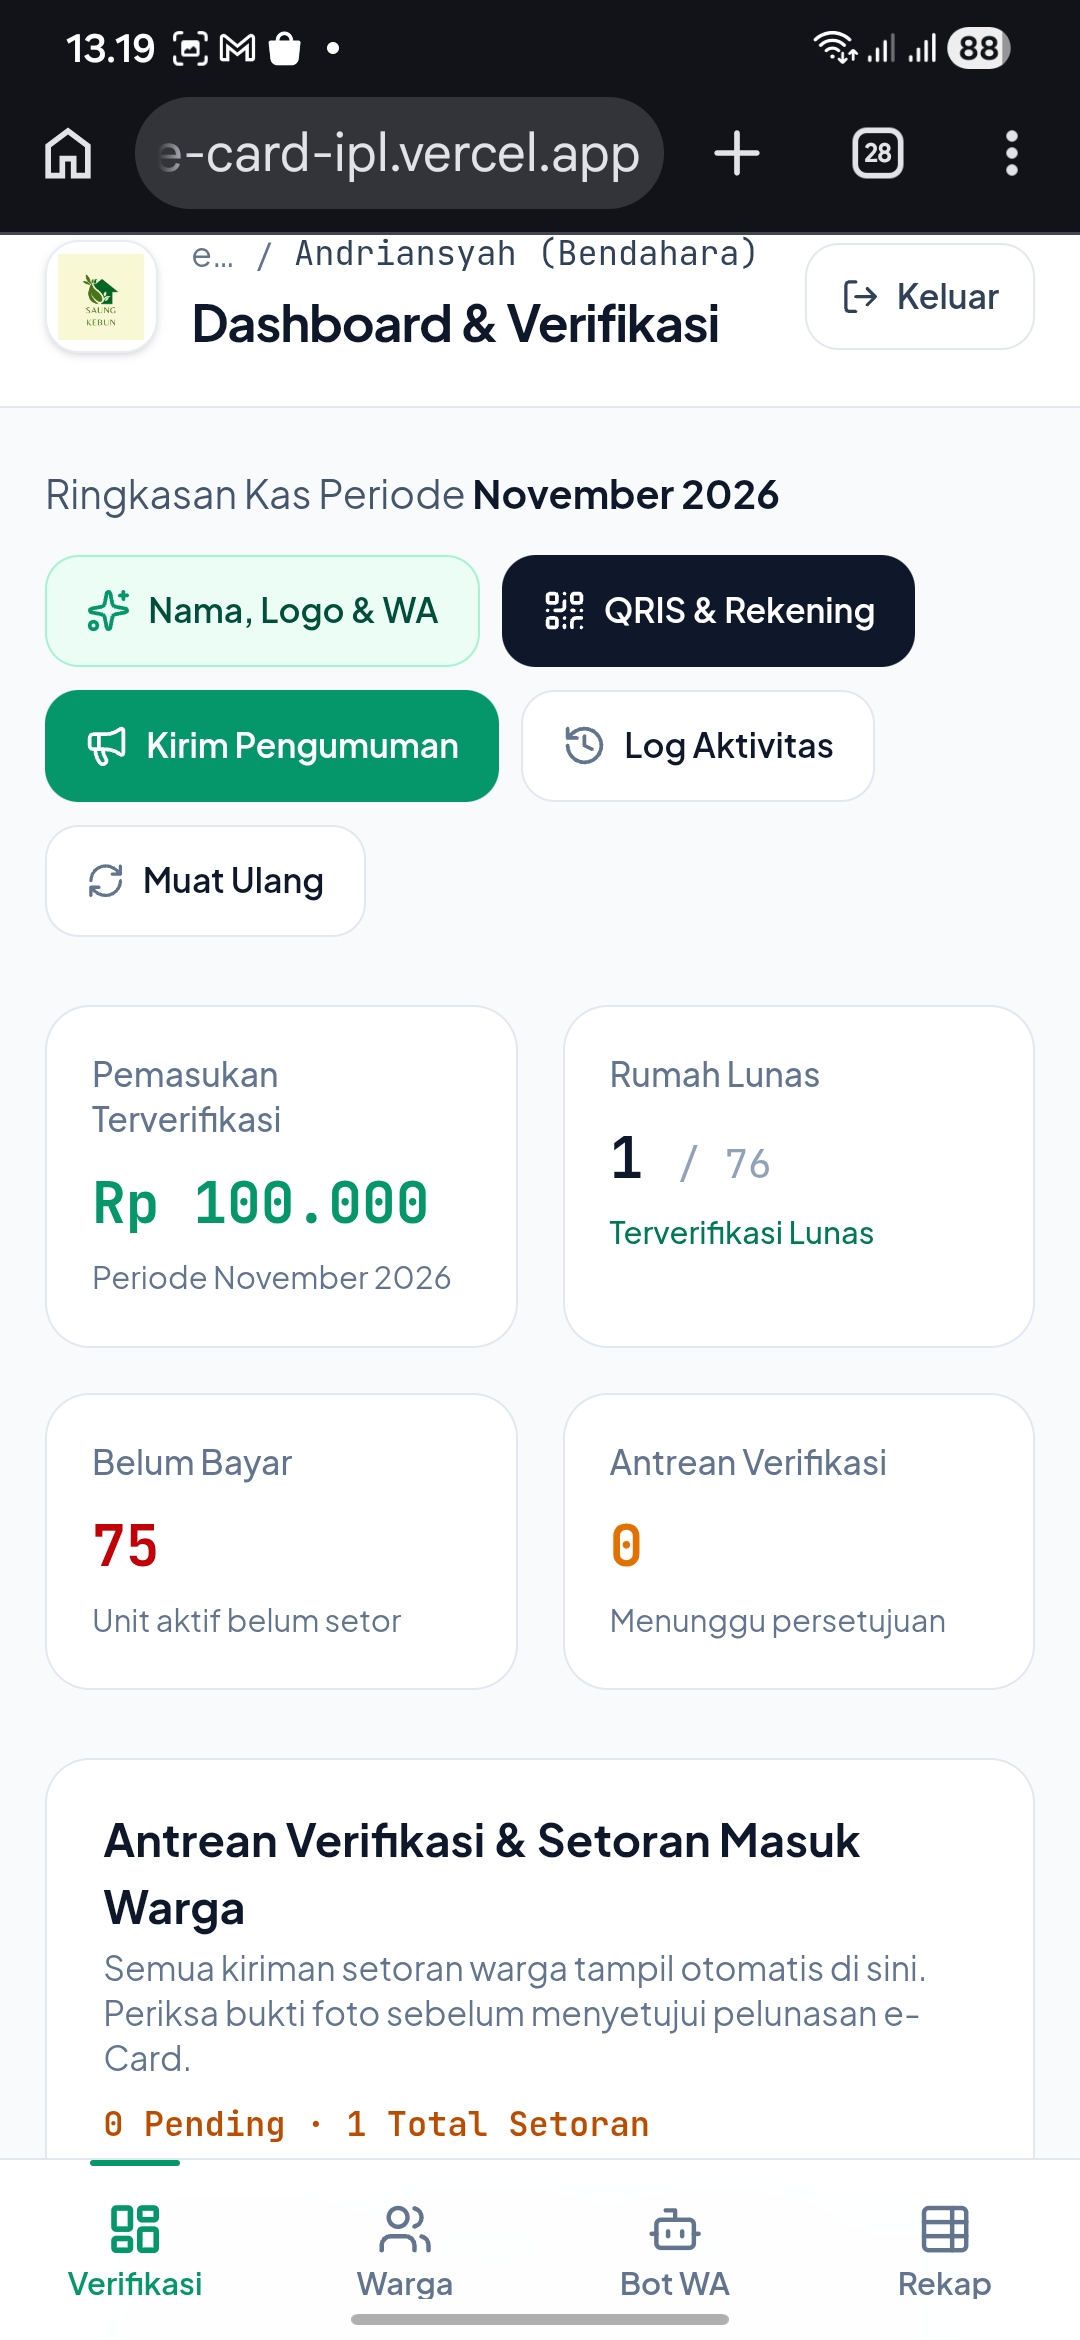 13.19
88
e-card-ipl.vercel.app
28
SAUNG
KEBUN
e... / Andriansyah (Bendahara)
Dashboard & Verifikasi
Keluar
Ringkasan Kas Periode November 2026
Nama, Logo & WA
QRIS & Rekening
Kirim Pengumuman
Log Aktivitas
Muat Ulang
Pemasukan
Terverifikasi
Rp 100.000
Periode November 2026
Rumah Lunas
1 / 76
Terverifikasi Lunas
Belum Bayar
75
Unit aktif belum setor
Antrean Verifikasi
0
Menunggu persetujuan
Antrean Verifikasi & Setoran Masuk
Warga
Semua kiriman setoran warga tampil otomatis di sini.
Periksa bukti foto sebelum menyetujui pelunasan e-
Card.
0 Pending · 1 Total Setoran
Verifikasi
Warga
Bot WA
Rekap